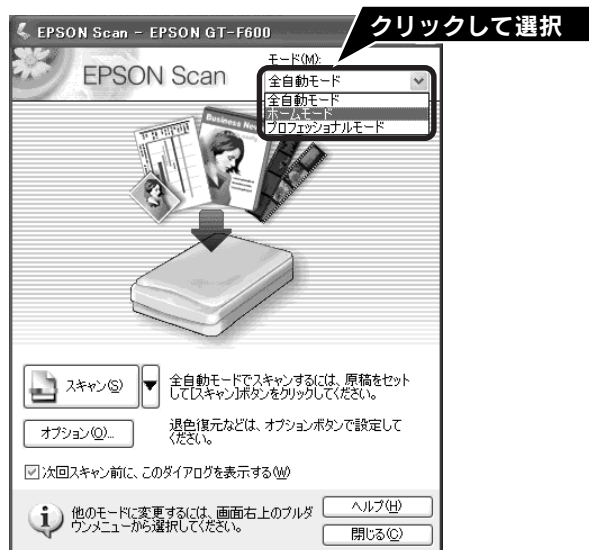 EPSON Scan - EPSON GT-F600
クリックして選択
モード(M):
EPSON Scan
全自動モード
全自動モード
ホームモード
プロフェッショナルモード
Business Ne
スキャン(S)
全自動モードでスキャンするには、原稿をセット
して[スキャン]ボタンをクリックしてください。
オプション(O)...
退色復元などは、オプションボタンで設定して
ください。
次回スキャン前に、このダイアログを表示する(W)
他のモードに変更するには、画面右上のプルダ
ウンメニューから選択してください。
ヘルプ(H)
閉じる(C)